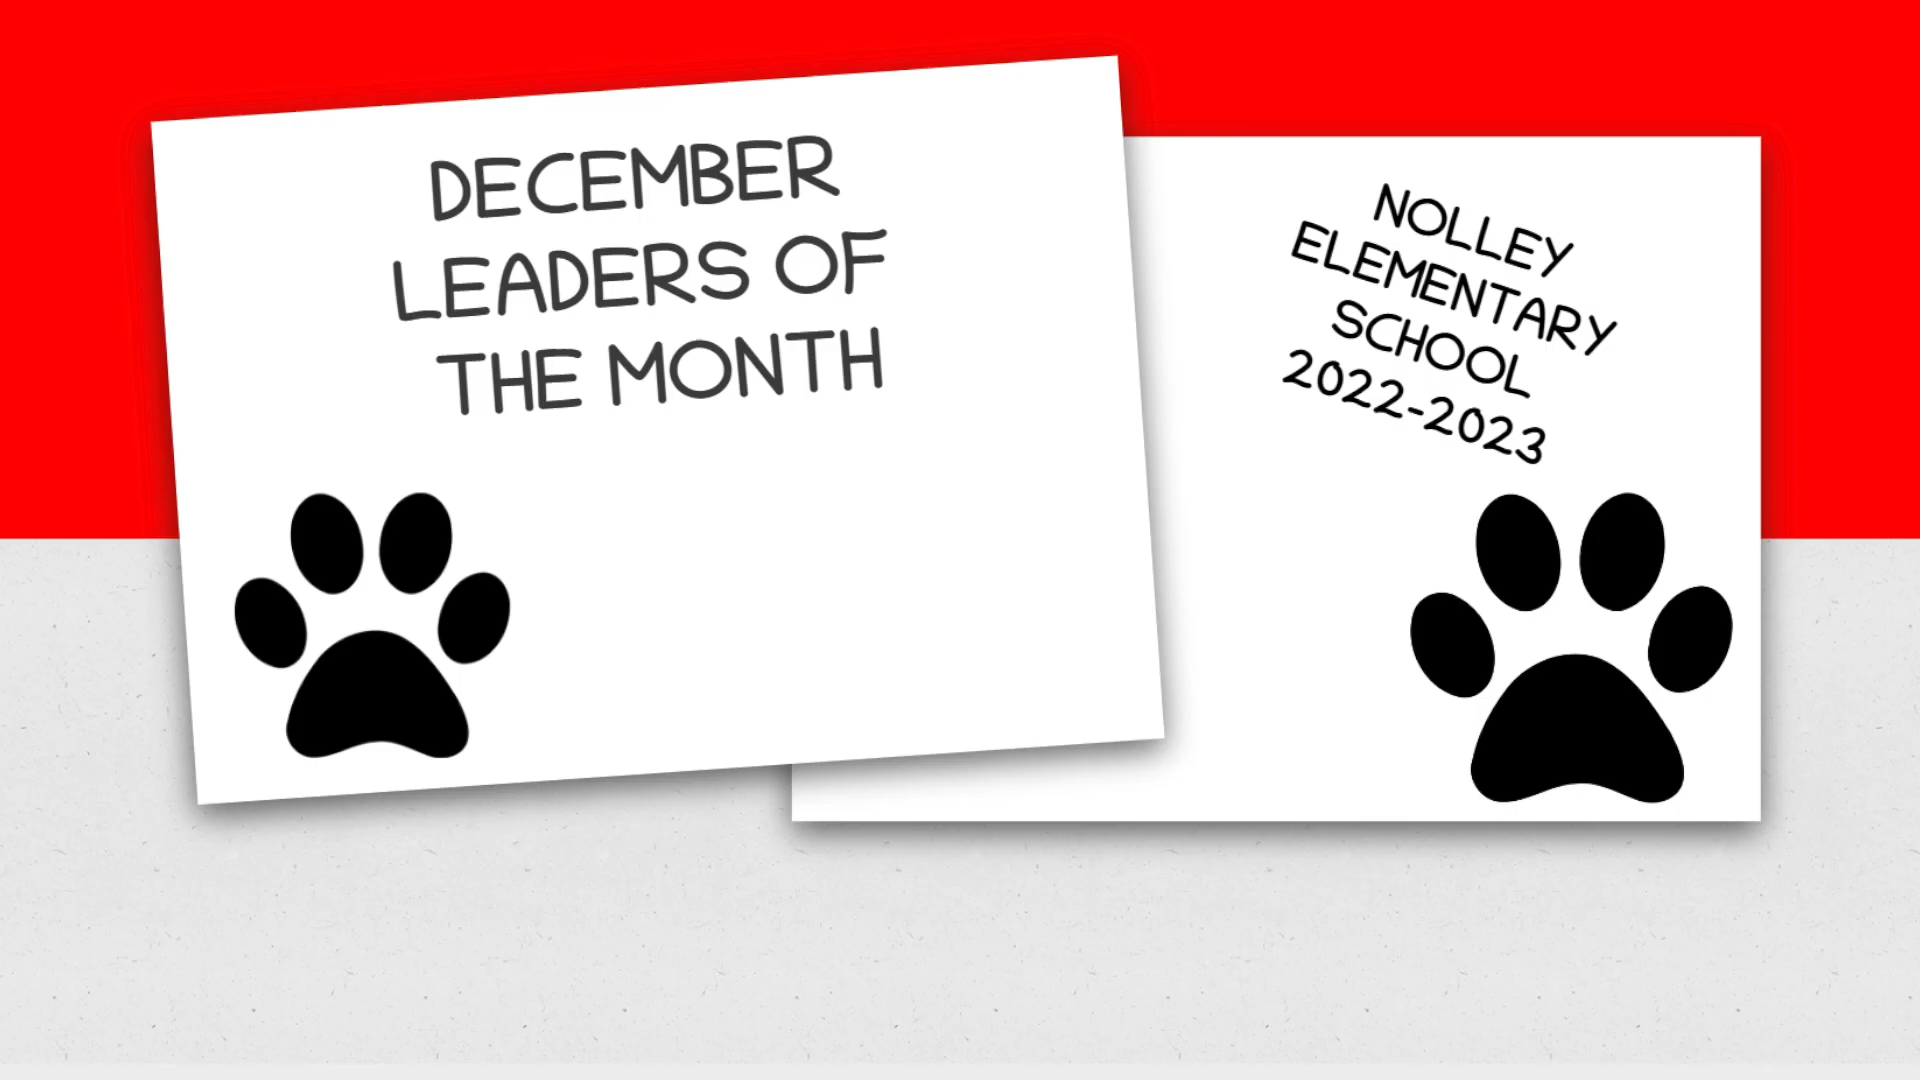 DECEMBER
LEADERS OF
THE MONTH
NOLLEY
ELEMENTARY
SCHOOL
2022-2023